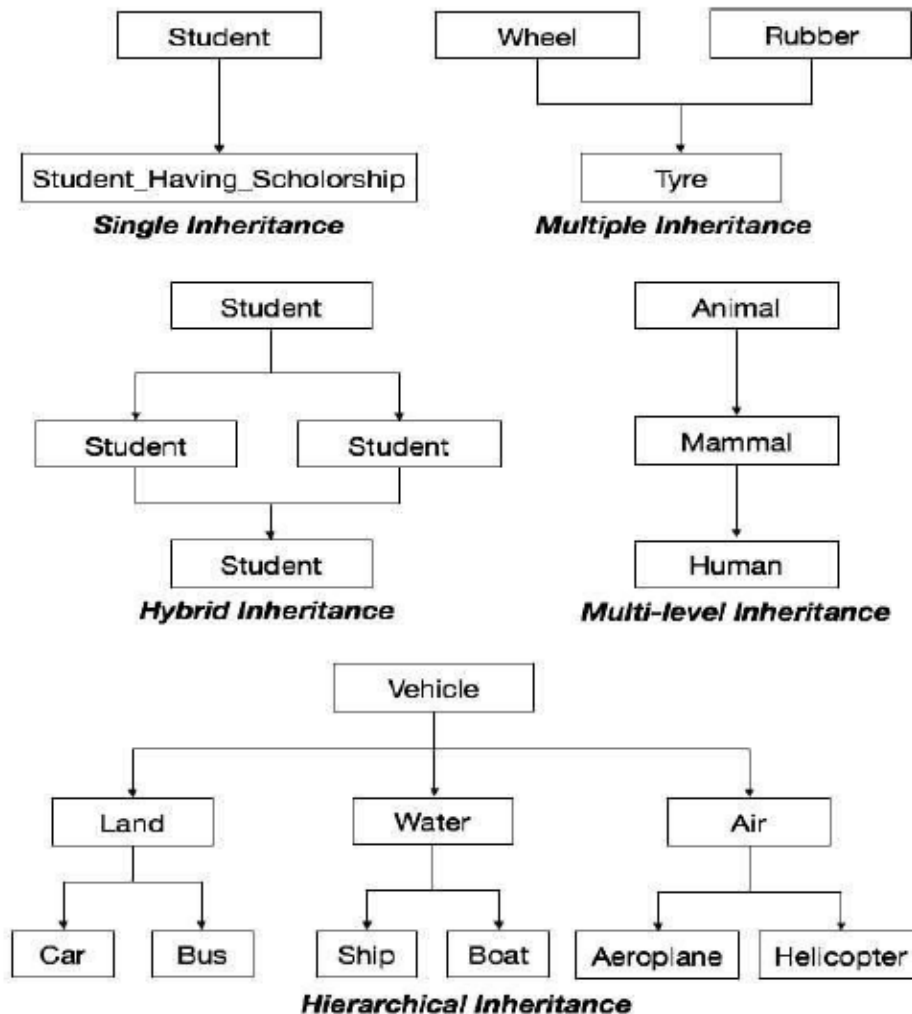 Student
Wheel
Rubber
Student_Having_Scholorship
Tyre
Single Inheritance
Multiple Inheritance
Student
Animal
Student
Student
Mammal
Student
Human
Hybrid Inheritance
Multi-level Inheritance
Vehicle
Land
Water
Air
Car
Bus
Ship
Boat
Aeroplane
Helicopter
Hierarchical Inheritance